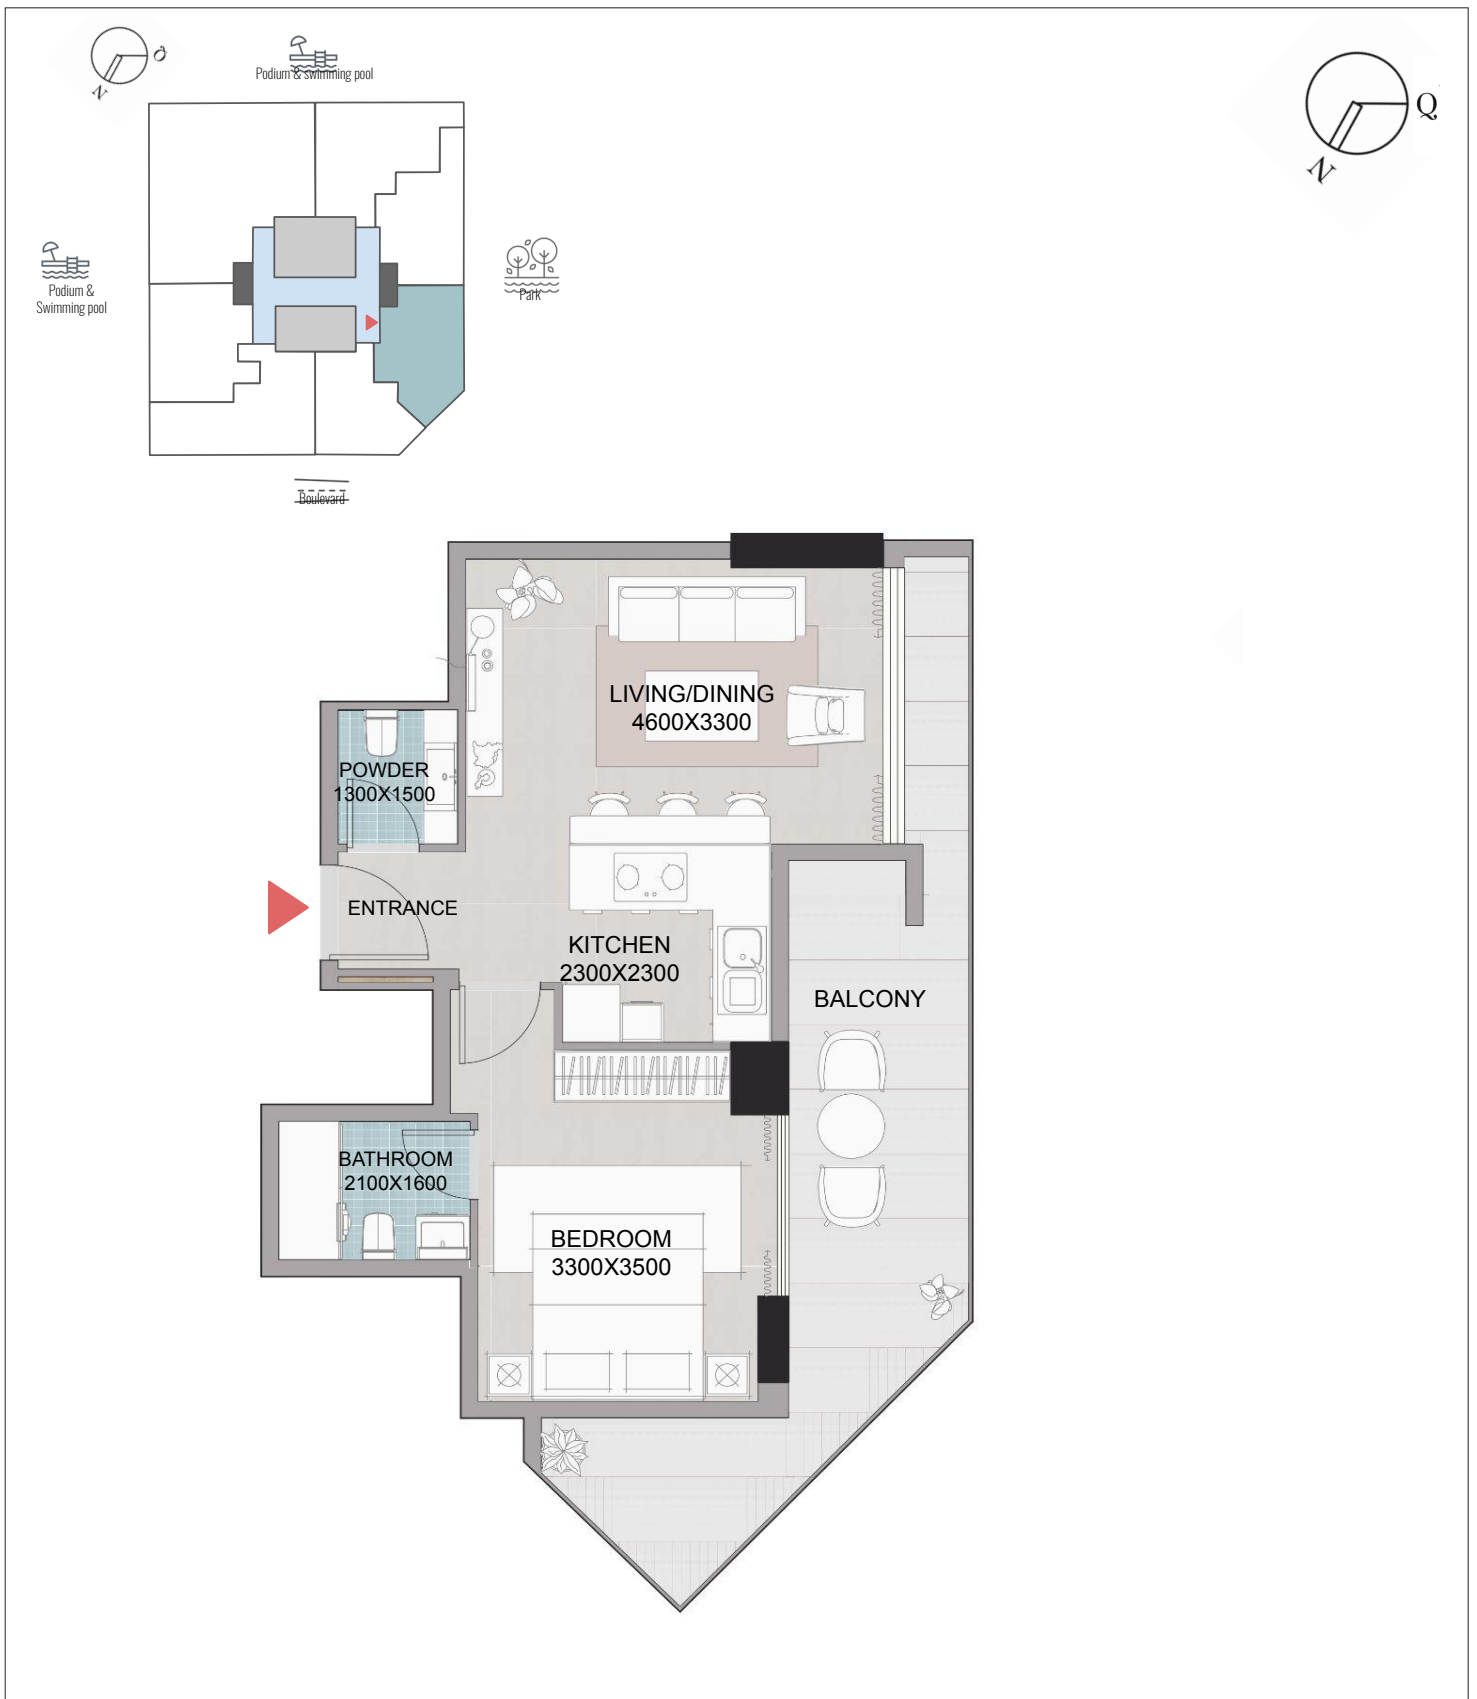 Q
N
Podium & swimming pool
Q
N
Podium &
Swimming pool
Park
Boulevard
LIVING/DINING
4600X3300
POWDER
1300X1500
ENTRANCE
KITCHEN
2300X2300
BALCONY
BATHROOM
2100X1600
BEDROOM
3300X3500